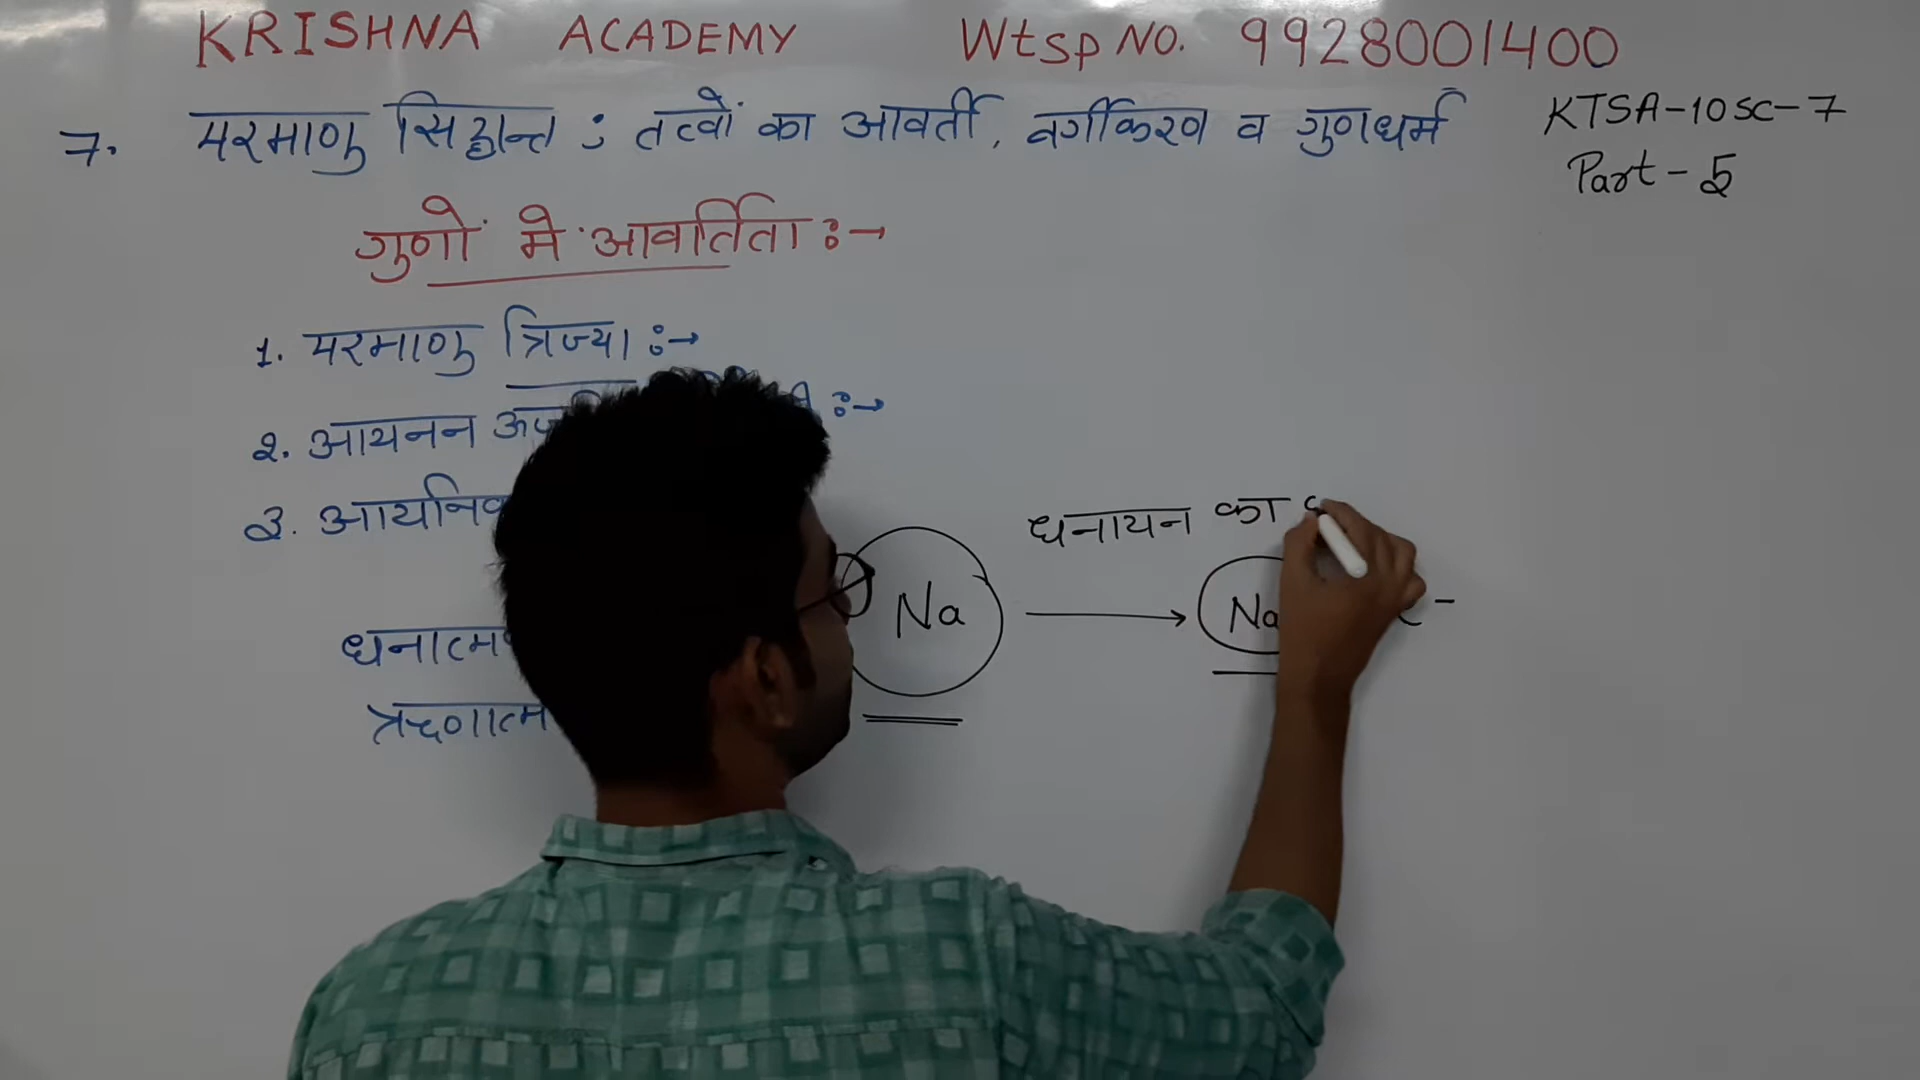 KRISHNA ACADEMY Wtsp NO. 9928001400
7. परमाणु सिद्धान्त : तत्वों का आवर्ती, वर्गीकरण व गुणधर्म
KTSA-10SC-7
Part-5
गुणों मे आवर्तिता :→
1. परमाणु त्रिज्या :→
2. आयनन :→
3. आयनिक
धनायन का
Na → Na -
धनात्मक
ऋणात्म